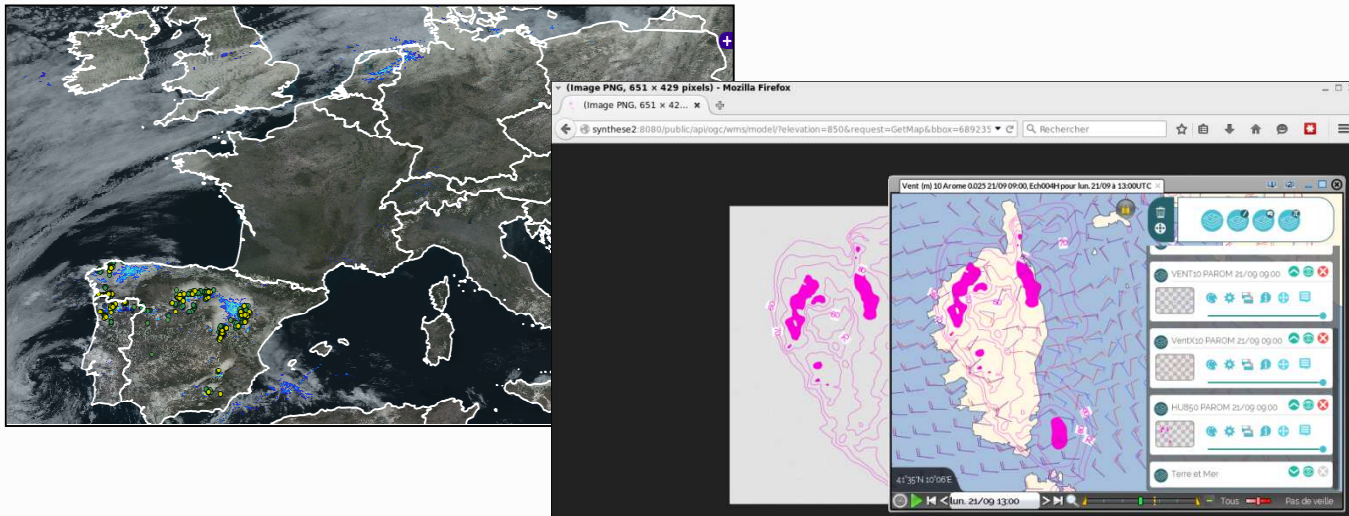 +
(Image PNG, 651 × 429 pixels) - Mozilla Firefox
(Image PNG, 651 × 42... ×
synthese2:8080/public/api/ogc/wms/model/?elevation=850&request=GetMap&bbox=689235
Rechercher
Vent (m) 10 Arome 0.025 21/09 09:00, Ech004H pour lun. 21/09 à 13:00UTC
VENT10 PAROM 21/09 09:00
VentX10 PAROM 21/09 09:00
HU850 PAROM 21/09 09:00
Terre et Mer
41°35'N 10°06'E
lun. 21/09 13:00
Tous
Pas de veille